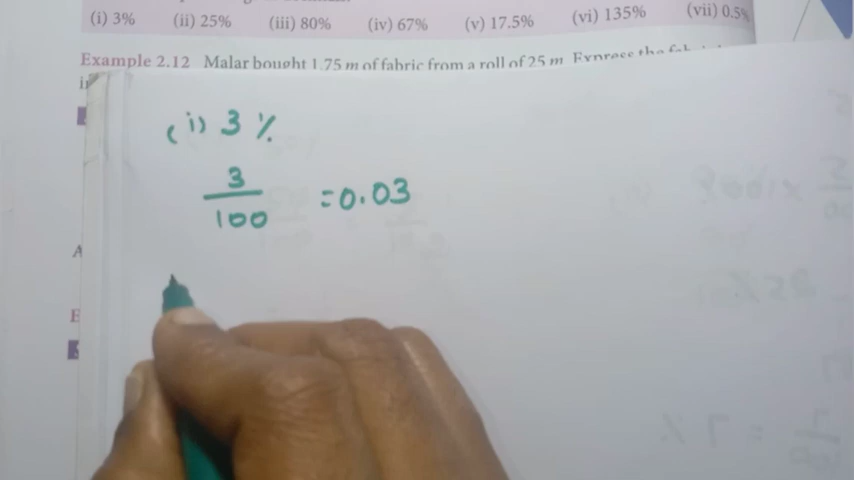 (i) 3% (ii) 25% (iii) 80% (iv) 67% (v) 17.5% (vi) 135% (vii) 0.5%
Example 2.12 Malar bought 1.75 m of fabric from a roll of 25 m. Express the
(i) 3 %
3
100
=0.03